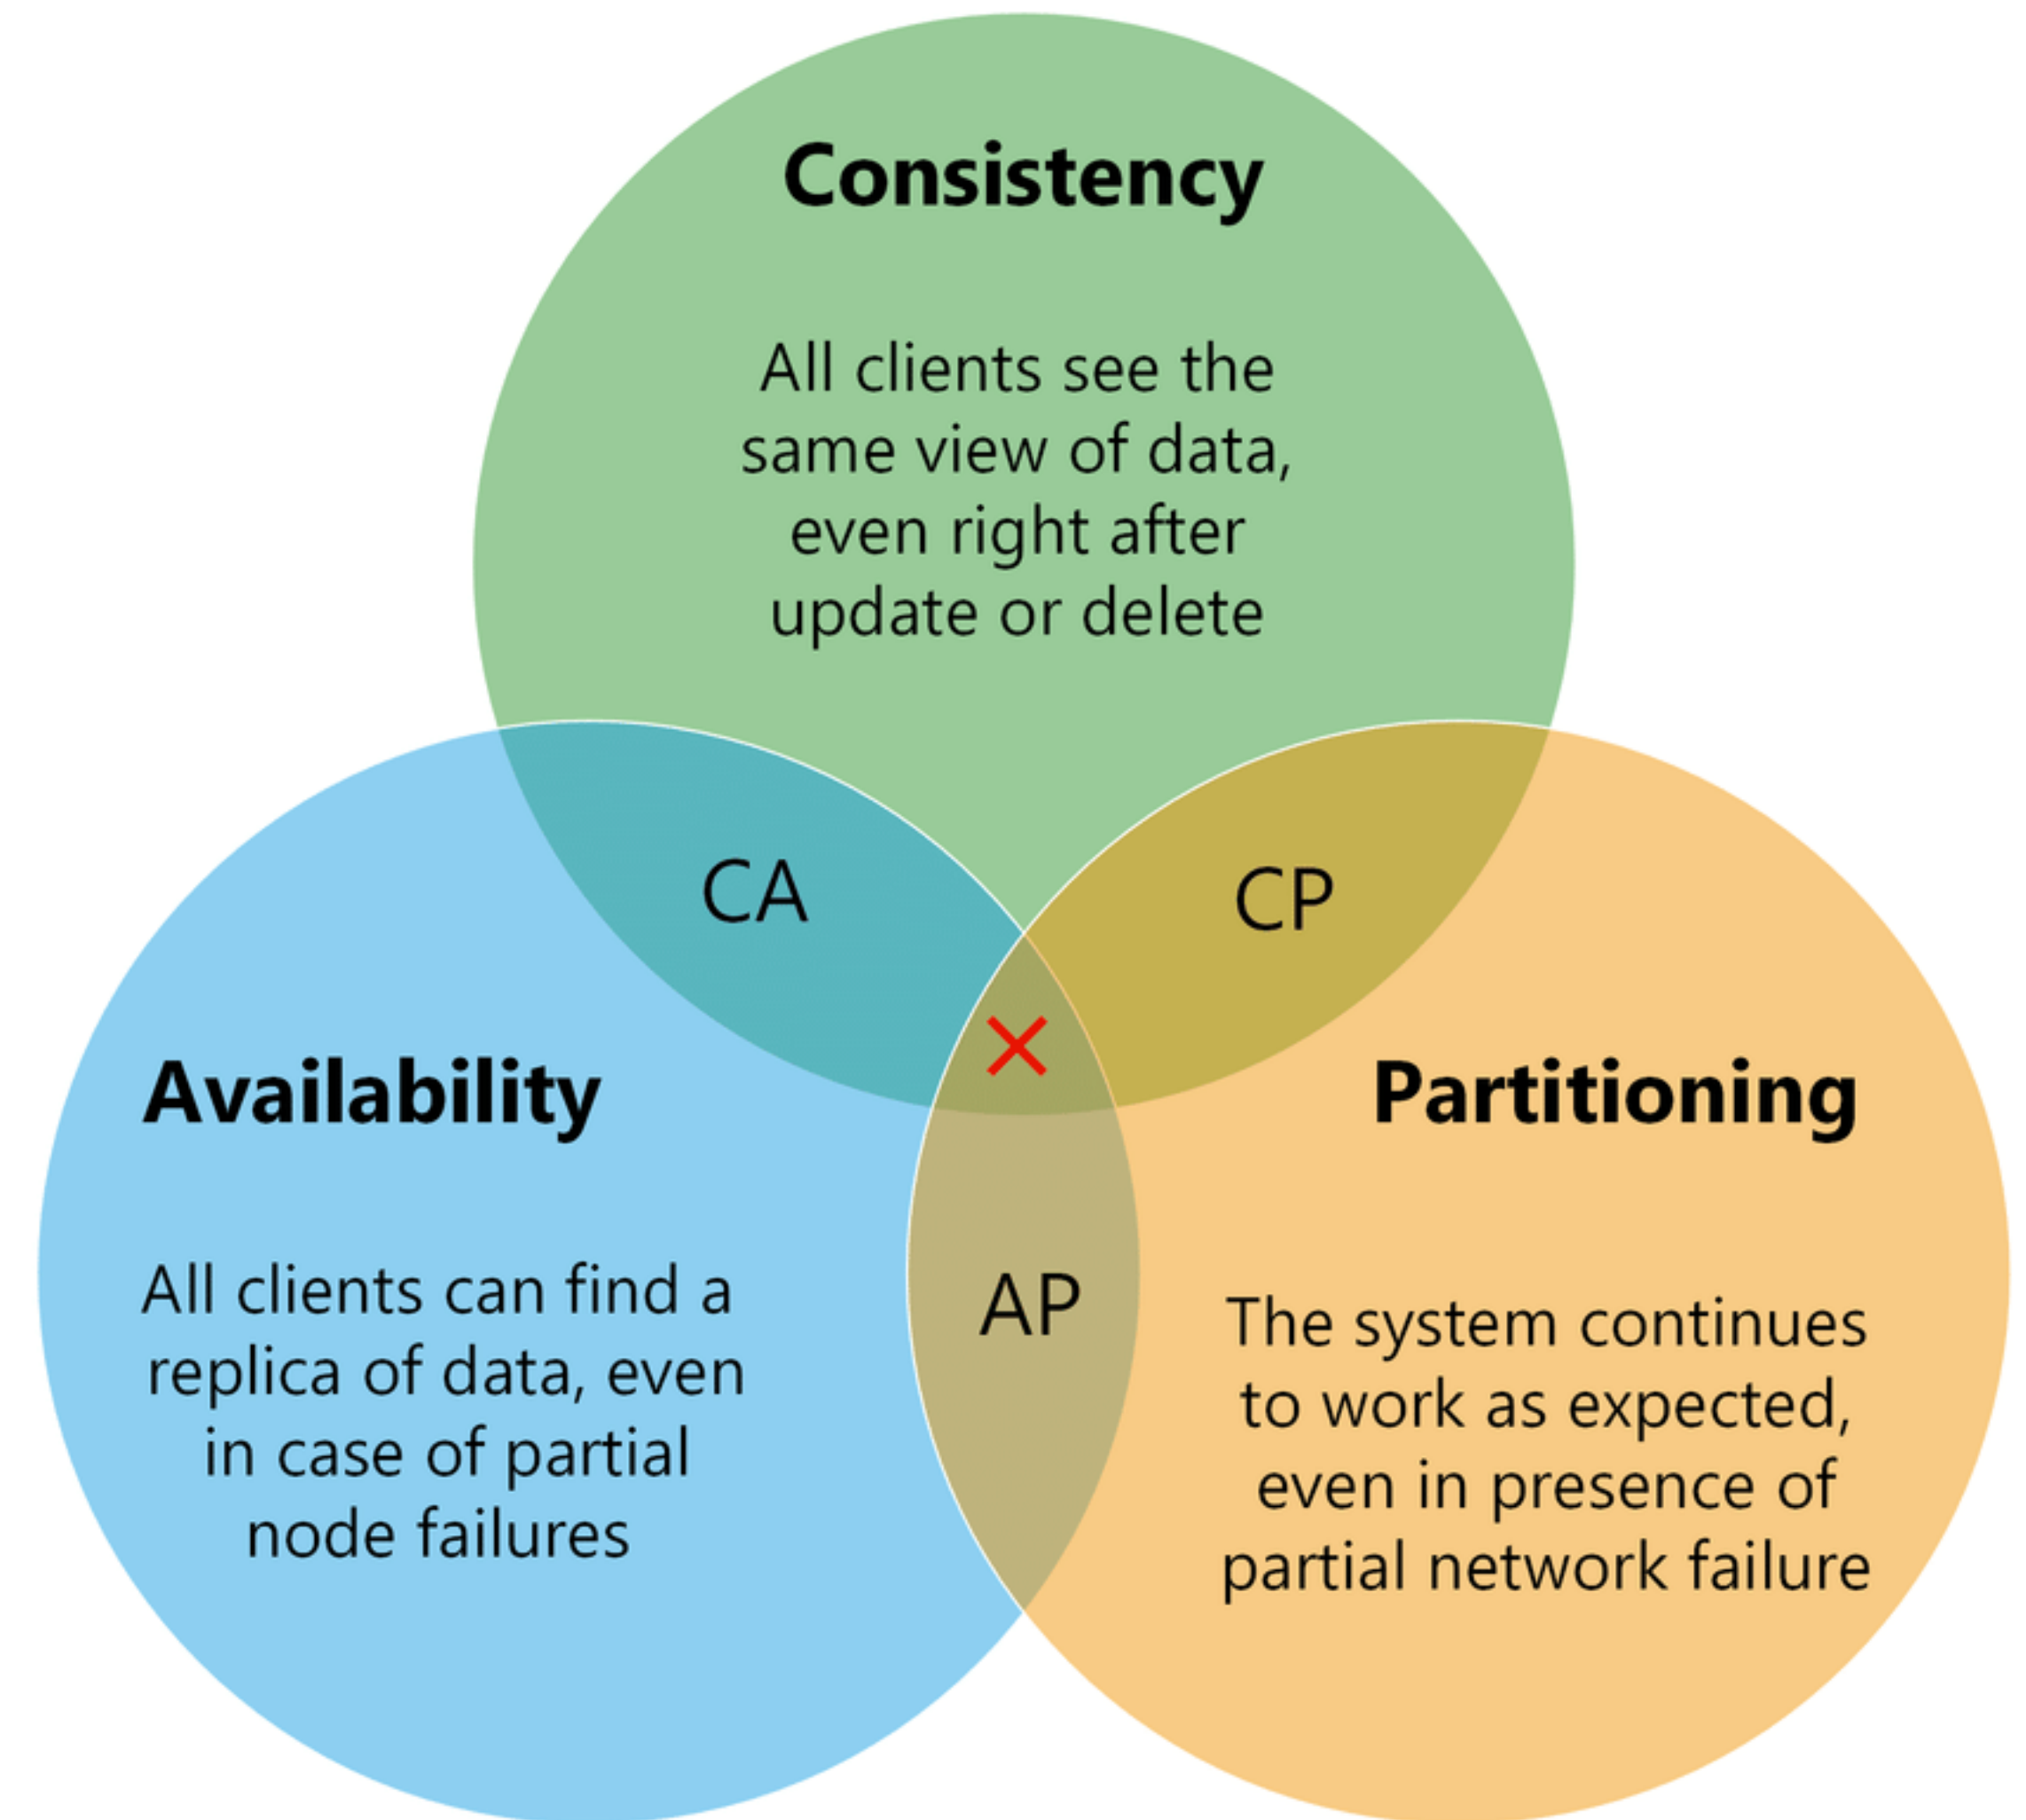 Consistency
All clients see the
same view of data,
even right after
update or delete
CA
CP
Availability
All clients can find a
replica of data, even
in case of partial
node failures
AP
Partitioning
The system continues
to work as expected,
even in presence of
partial network failure